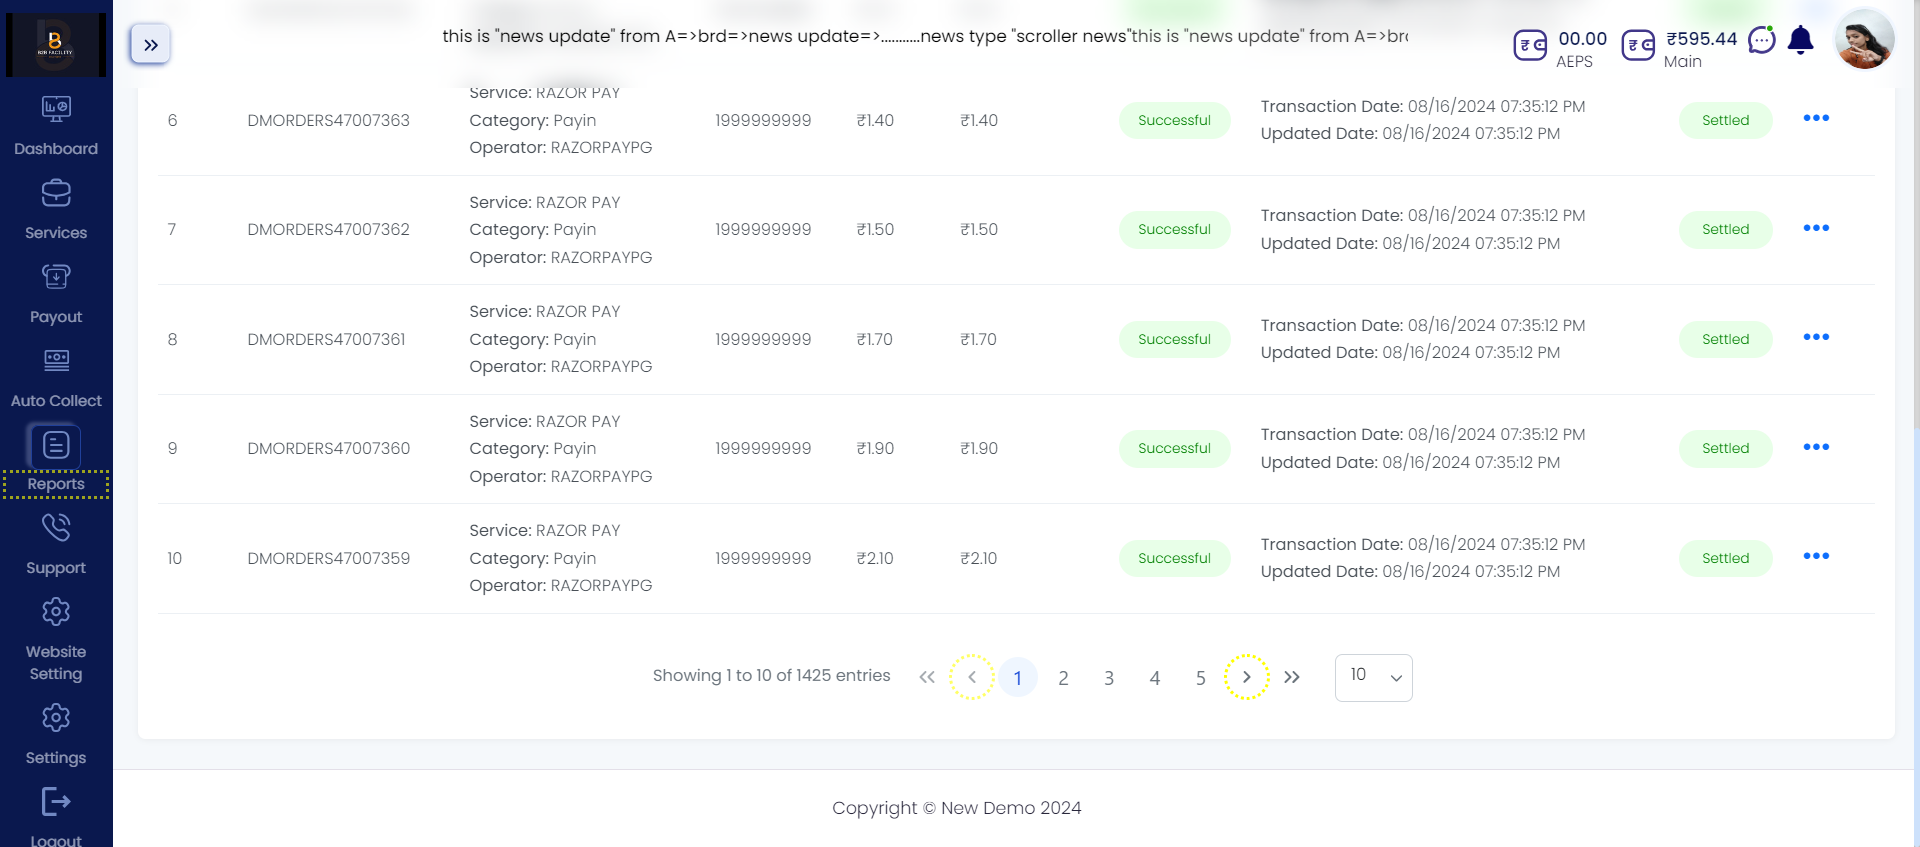 B2B FACILITY
this is "news update" from A=>brd=>news update=>...........news type "scroller news"this is "news update" from A=>brd
00.00
AEPS
₹595.44
Main
Dashboard
Services
Payout
Auto Collect
Reports
Support
Website
Setting
Settings
Logout
6 DMORDERS47007363 Service: RAZOR PAY
Category: Payin
Operator: RAZORPAYPG
1999999999 ₹1.40 ₹1.40 Successful Transaction Date: 08/16/2024 07:35:12 PM
Updated Date: 08/16/2024 07:35:12 PM
Settled
7 DMORDERS47007362 Service: RAZOR PAY
Category: Payin
Operator: RAZORPAYPG
1999999999 ₹1.50 ₹1.50 Successful Transaction Date: 08/16/2024 07:35:12 PM
Updated Date: 08/16/2024 07:35:12 PM
Settled
8 DMORDERS47007361 Service: RAZOR PAY
Category: Payin
Operator: RAZORPAYPG
1999999999 ₹1.70 ₹1.70 Successful Transaction Date: 08/16/2024 07:35:12 PM
Updated Date: 08/16/2024 07:35:12 PM
Settled
9 DMORDERS47007360 Service: RAZOR PAY
Category: Payin
Operator: RAZORPAYPG
1999999999 ₹1.90 ₹1.90 Successful Transaction Date: 08/16/2024 07:35:12 PM
Updated Date: 08/16/2024 07:35:12 PM
Settled
10 DMORDERS47007359 Service: RAZOR PAY
Category: Payin
Operator: RAZORPAYPG
1999999999 ₹2.10 ₹2.10 Successful Transaction Date: 08/16/2024 07:35:12 PM
Updated Date: 08/16/2024 07:35:12 PM
Settled
Showing 1 to 10 of 1425 entries 1 2 3 4 5 10
Copyright © New Demo 2024